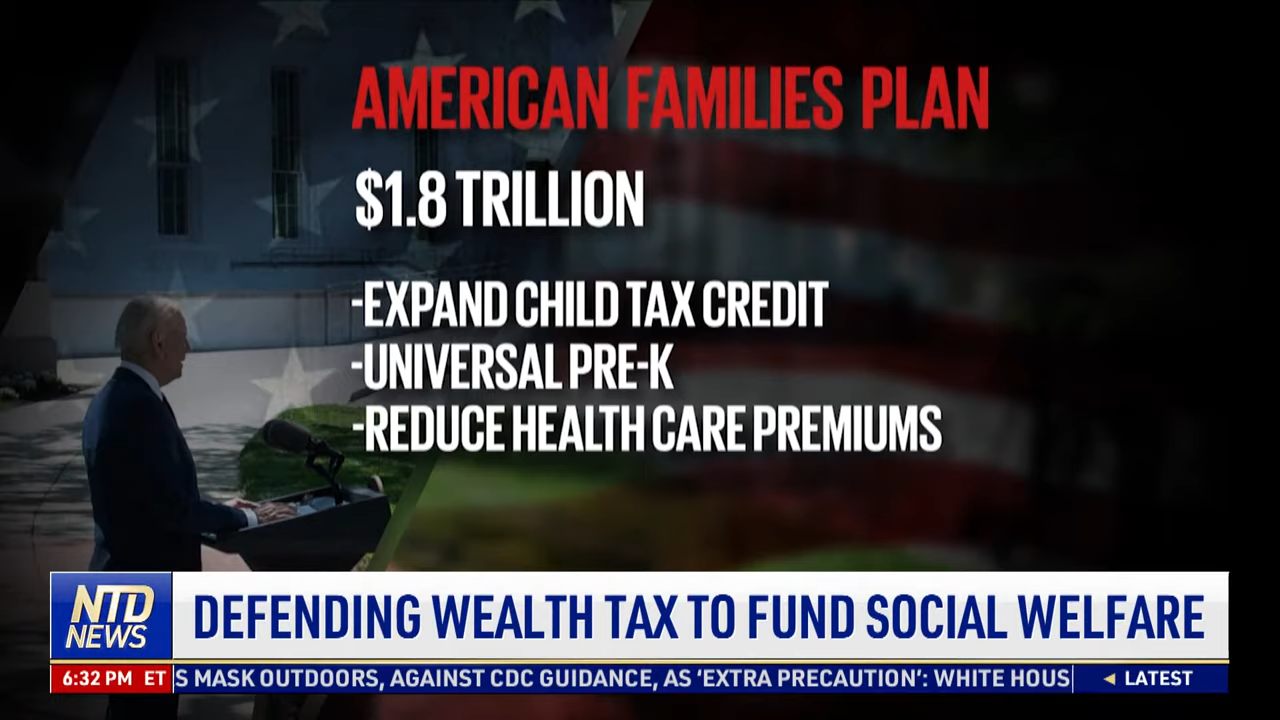 AMERICAN FAMILIES PLAN
$1.8 TRILLION
-EXPAND CHILD TAX CREDIT
-UNIVERSAL PRE-K
-REDUCE HEALTH CARE PREMIUMS
NTD
NEWS
DEFENDING WEALTH TAX TO FUND SOCIAL WELFARE
6:32 PM ET
S MASK OUTDOORS, AGAINST CDC GUIDANCE, AS ‘EXTRA PRECAUTION’: WHITE HOUS
◄ LATEST